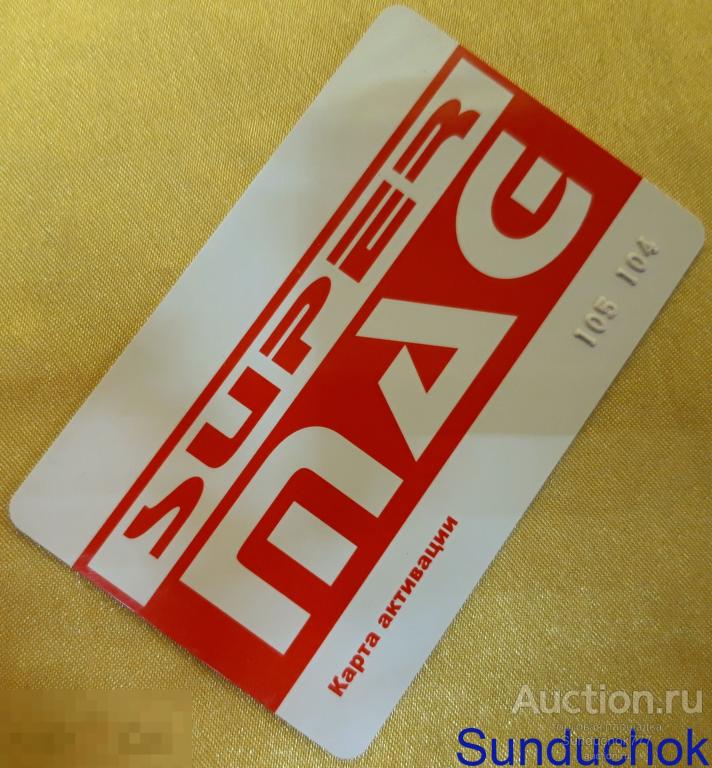 SUPER
MAG
105 104
Карта активации
Auction.ru
Sunduchok